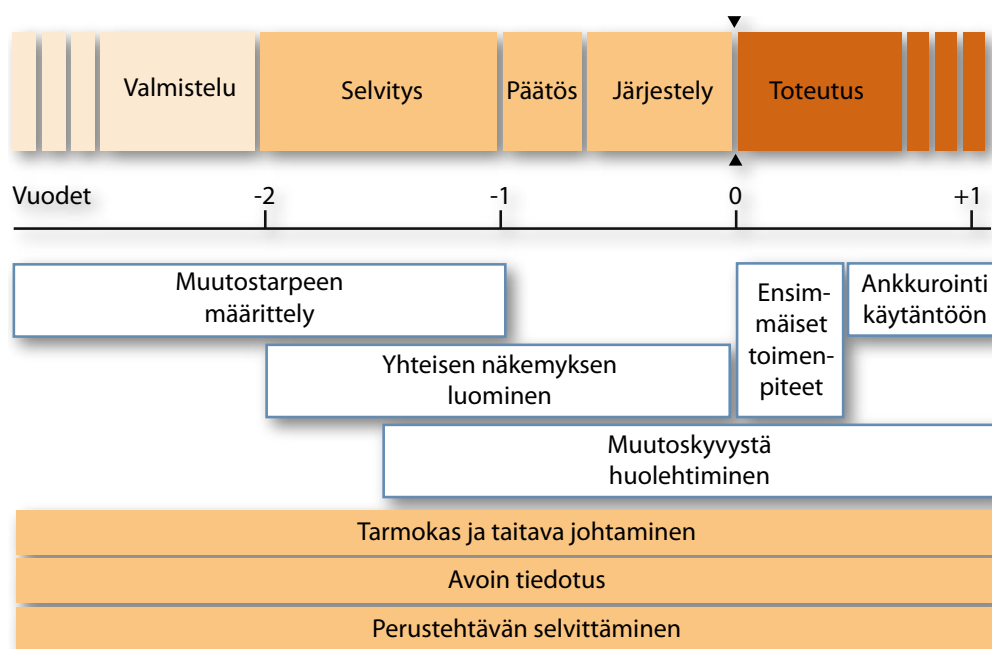 Valmistelu
Selvitys
Päätös
Järjestely
Toteutus
Vuodet
-2
-1
0
+1
Muutostarpeen
määrittely
Ensim-
mäiset
toimen-
piteet
Ankkurointi
käytäntöön
Yhteisen näkemyksen
luominen
Muutoskyvystä
huolehtiminen
Tarmokas ja taitava johtaminen
Avoin tiedotus
Perustehtävän selvittäminen